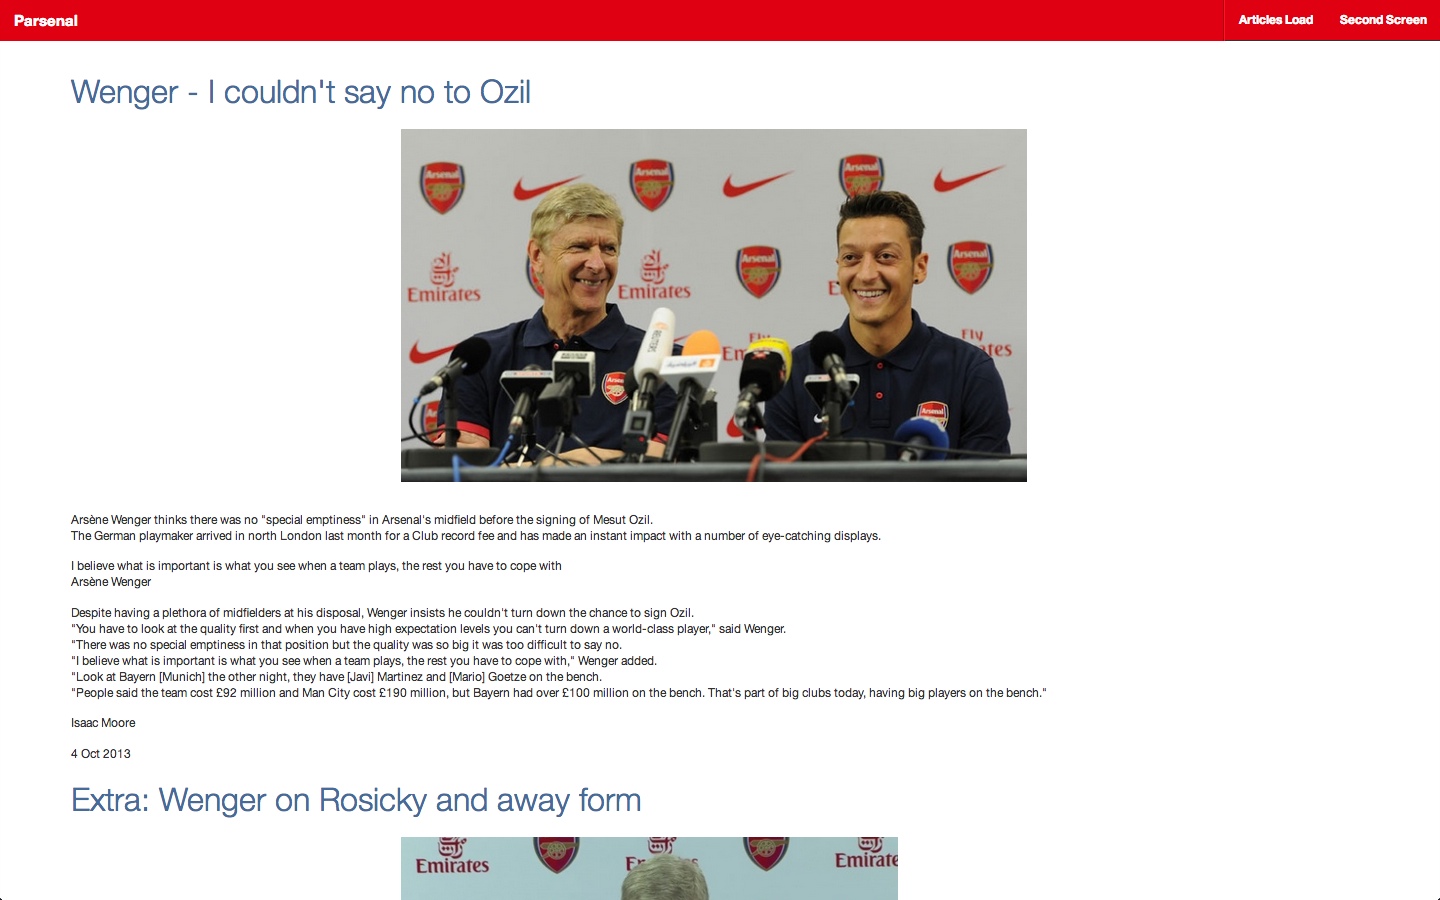 Parsenal
Articles Load
Second Screen
Wenger - I couldn't say no to Ozil
Arsenal
Arsenal
Arsenal
Emirates
Emirates
Arsenal
Arsenal
Fly
REUTERS
Arsenal
Arsenal
Arsène Wenger thinks there was no "special emptiness" in Arsenal's midfield before the signing of Mesut Ozil.
The German playmaker arrived in north London last month for a Club record fee and has made an instant impact with a number of eye-catching displays.
I believe what is important is what you see when a team plays, the rest you have to cope with
Arsène Wenger
Despite having a plethora of midfielders at his disposal, Wenger insists he couldn't turn down the chance to sign Ozil.
"You have to look at the quality first and when you have high expectation levels you can't turn down a world-class player," said Wenger.
"There was no special emptiness in that position but the quality was so big it was too difficult to say no.
"I believe what is important is what you see when a team plays, the rest you have to cope with," Wenger added.
"Look at Bayern [Munich] the other night, they have [Javi] Martinez and [Mario] Goetze on the bench.
"People said the team cost £92 million and Man City cost £190 million, but Bayern had over £100 million on the bench. That's part of big clubs today, having big players on the bench."
Isaac Moore
4 Oct 2013
Extra: Wenger on Rosicky and away form
Emirates
Emirates